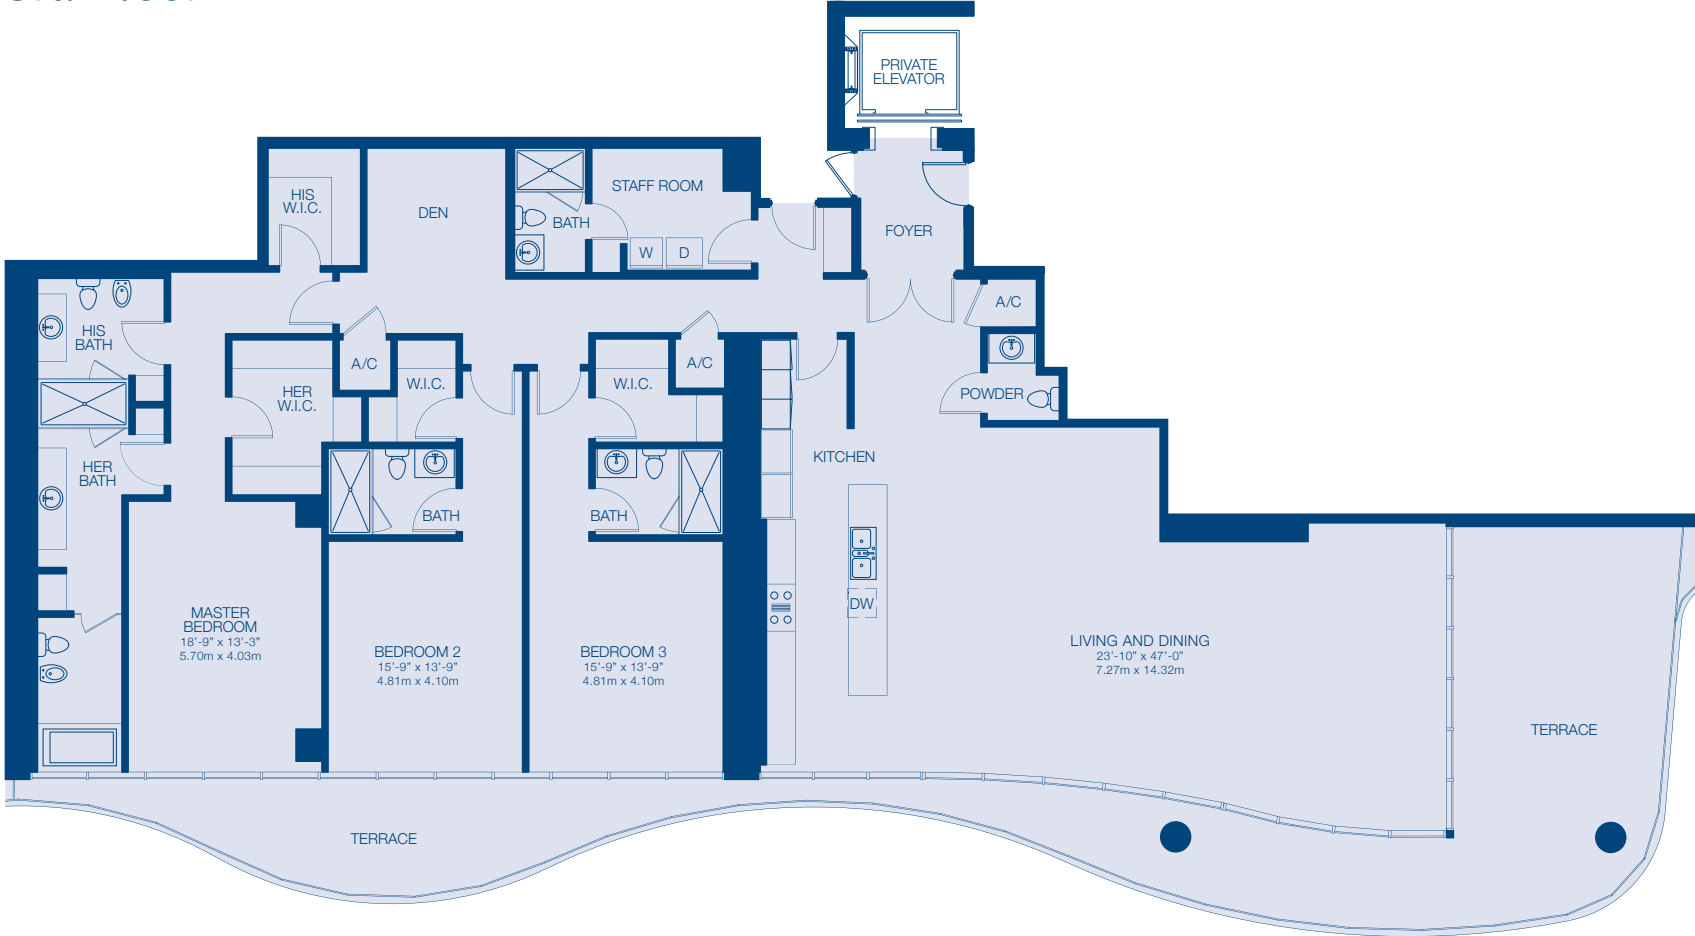 PRIVATE
ELEVATOR
HIS
W.I.C.
DEN
STAFF ROOM
BATH
W
D
FOYER
A/C
HIS
BATH
A/C
W.I.C.
HER
W.I.C.
W.I.C.
A/C
POWDER
HER
BATH
BATH
BATH
KITCHEN
DW
MASTER
BEDROOM
18'-9" x 13'-3"
5.70m x 4.03m
BEDROOM 2
15'-9" x 13'-9"
4.81m x 4.10m
BEDROOM 3
15'-9" x 13'-9"
4.81m x 4.10m
LIVING AND DINING
23'-10" x 47'-0"
7.27m x 14.32m
TERRACE
TERRACE